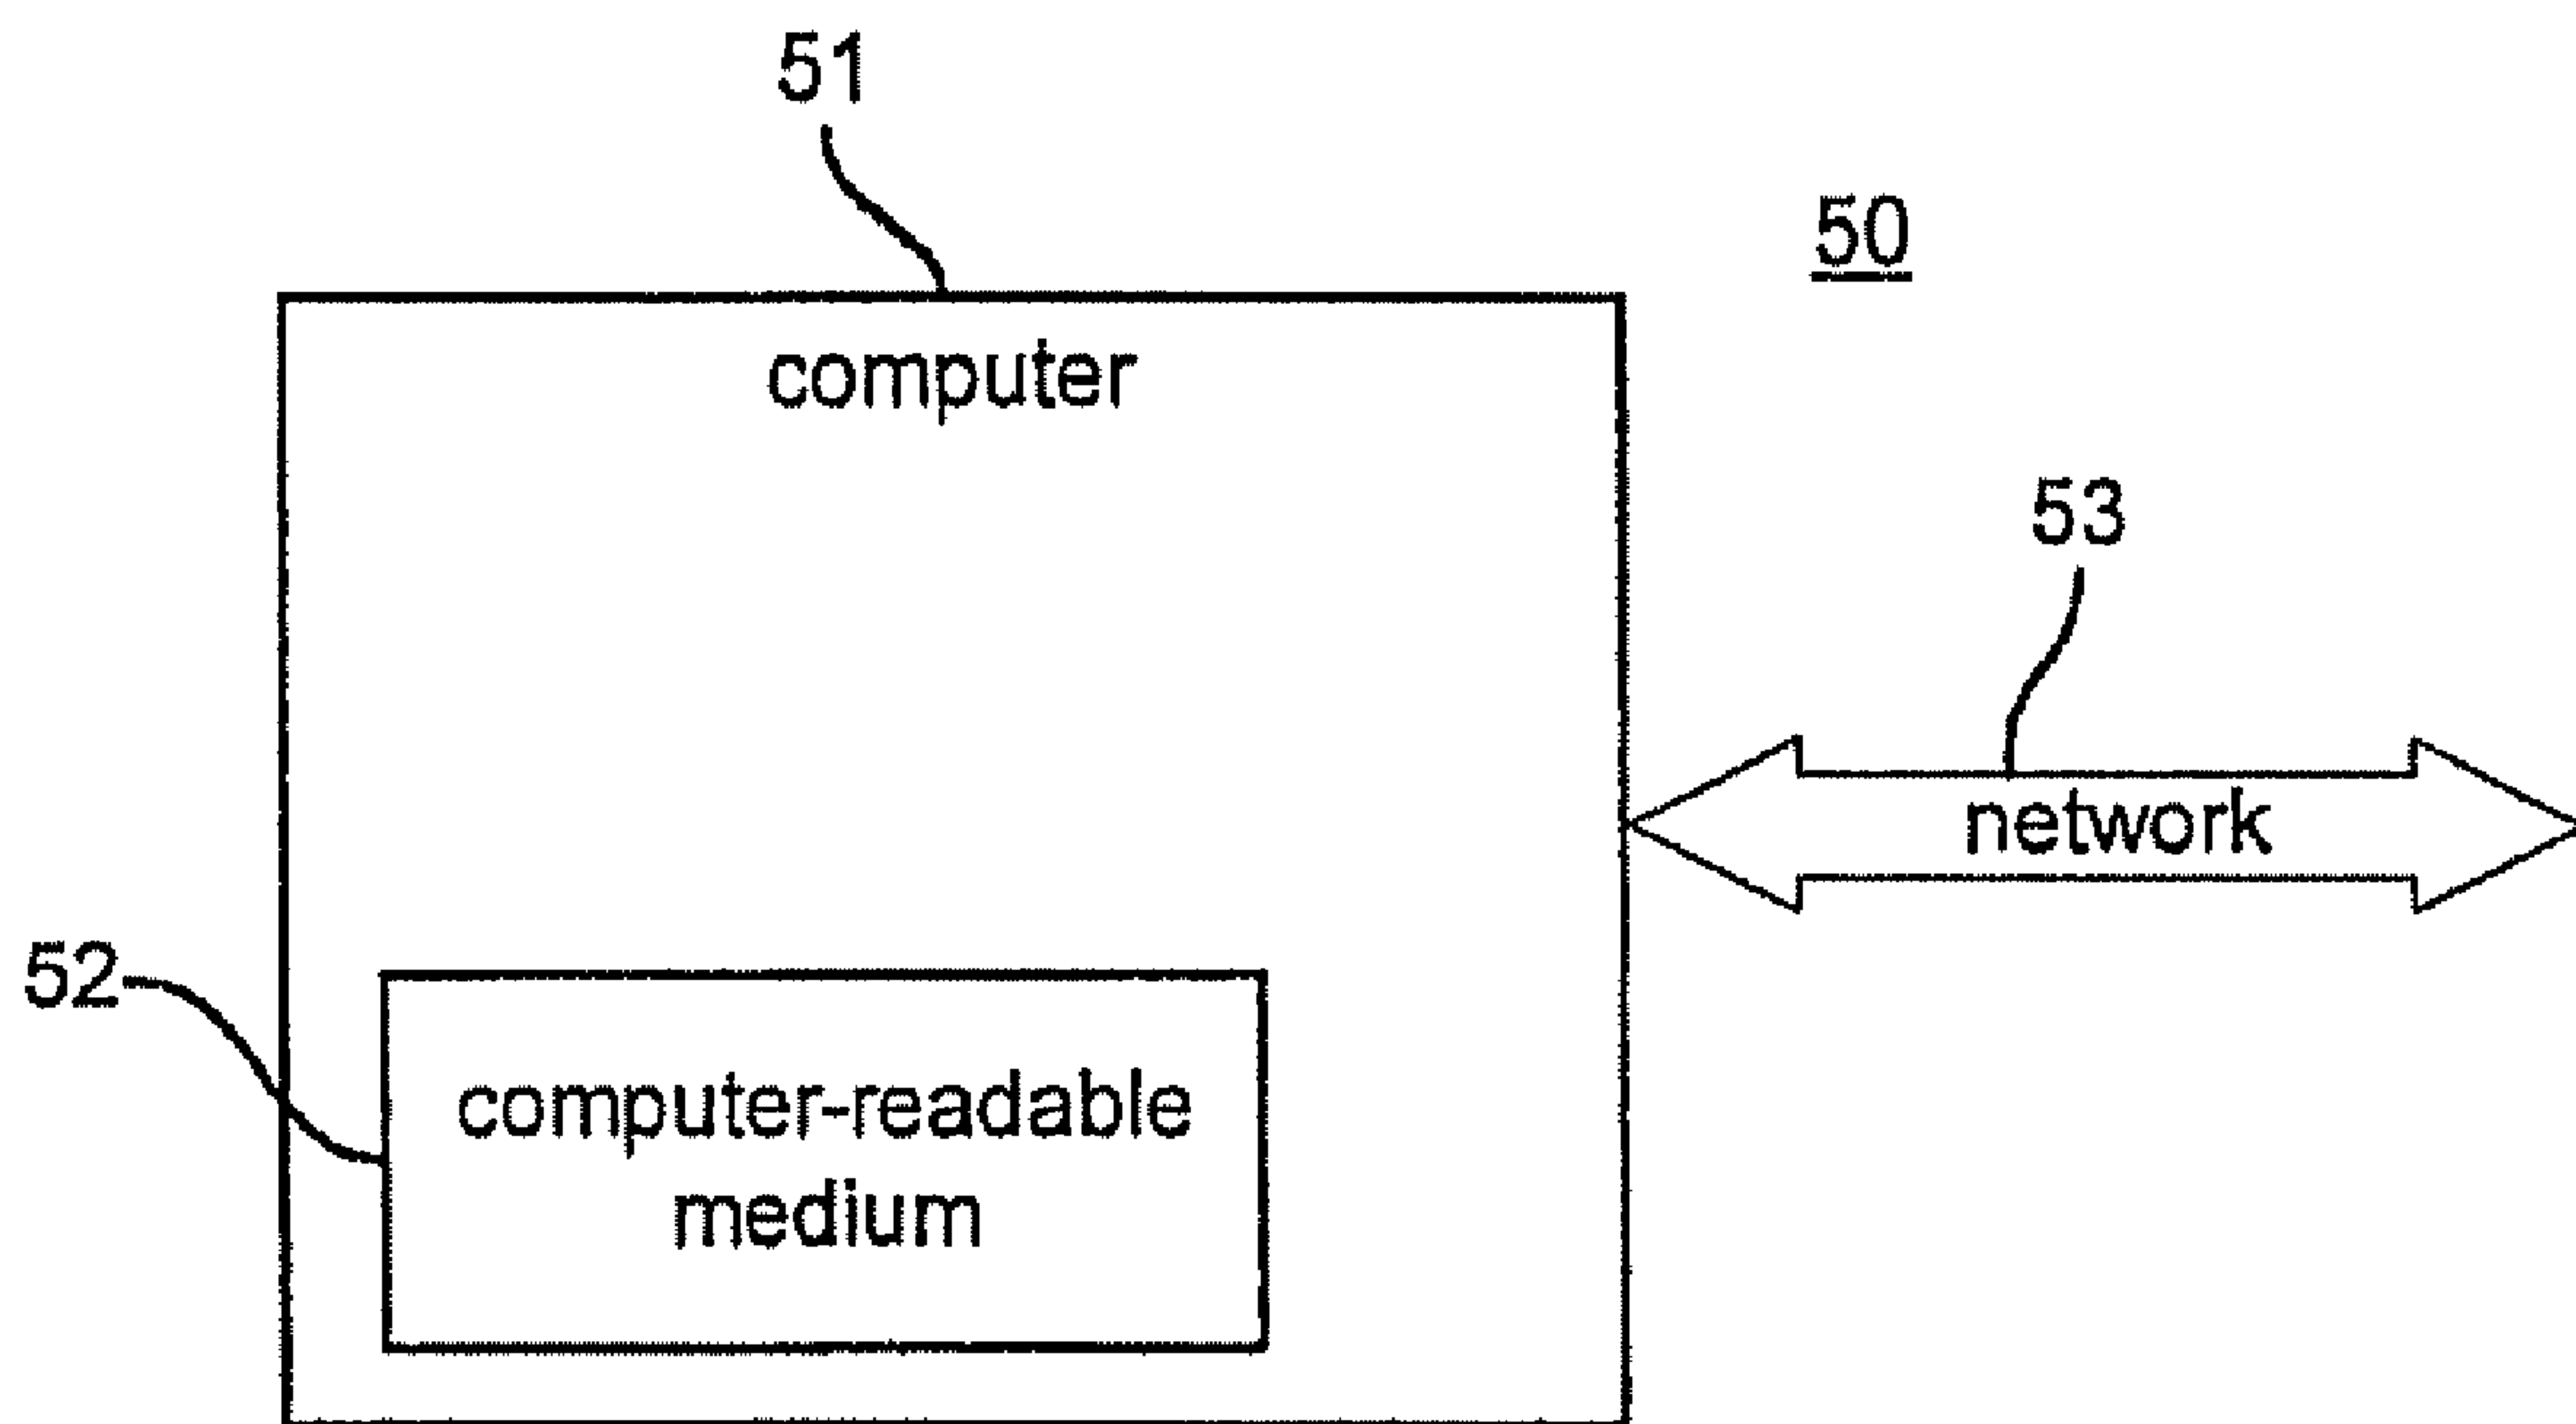 51
50
computer
53
network
52
computer-readable
medium